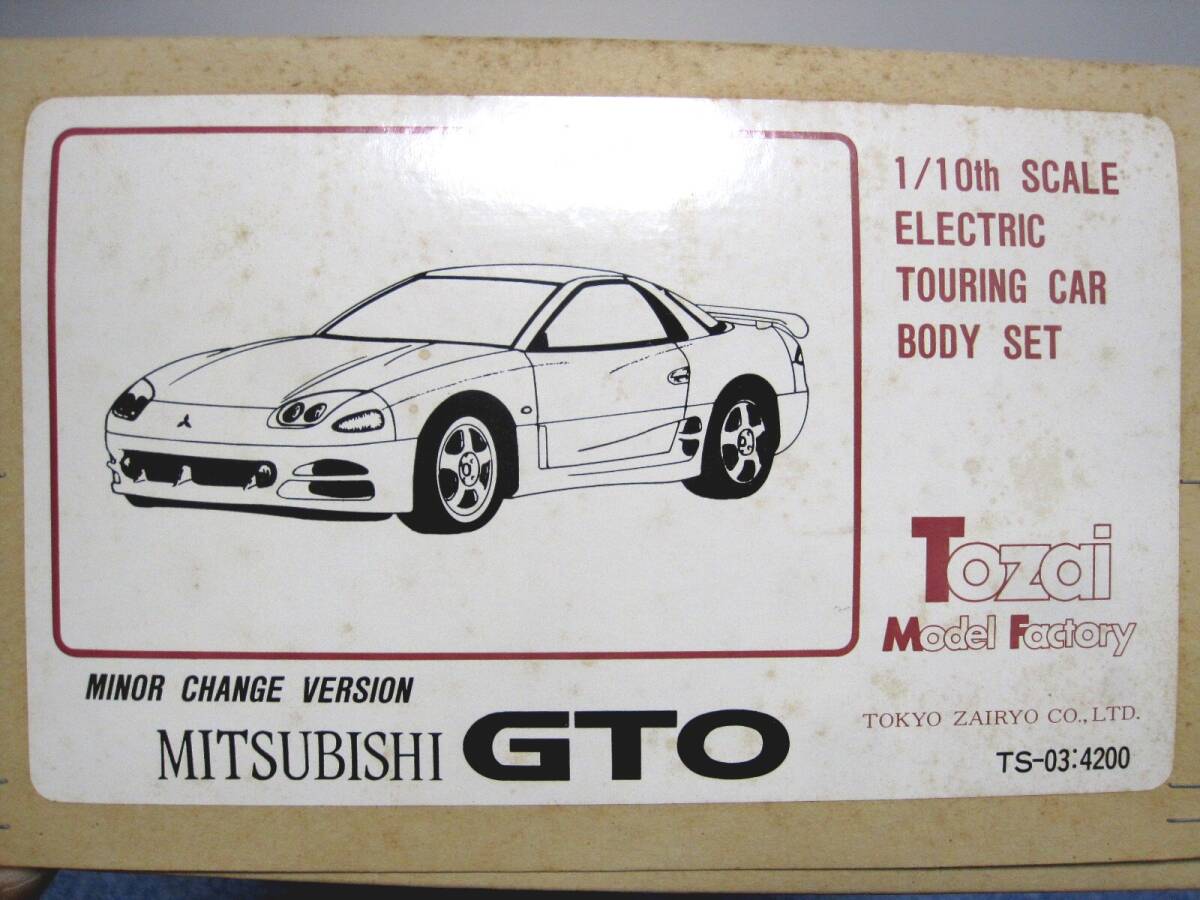 1/10th SCALE
ELECTRIC
TOURING CAR
BODY SET
Tozai
Model Factory
TOKYO ZAIRYO CO.,LTD.
TS-03:4200
MINOR CHANGE VERSION
MITSUBISHI GTO